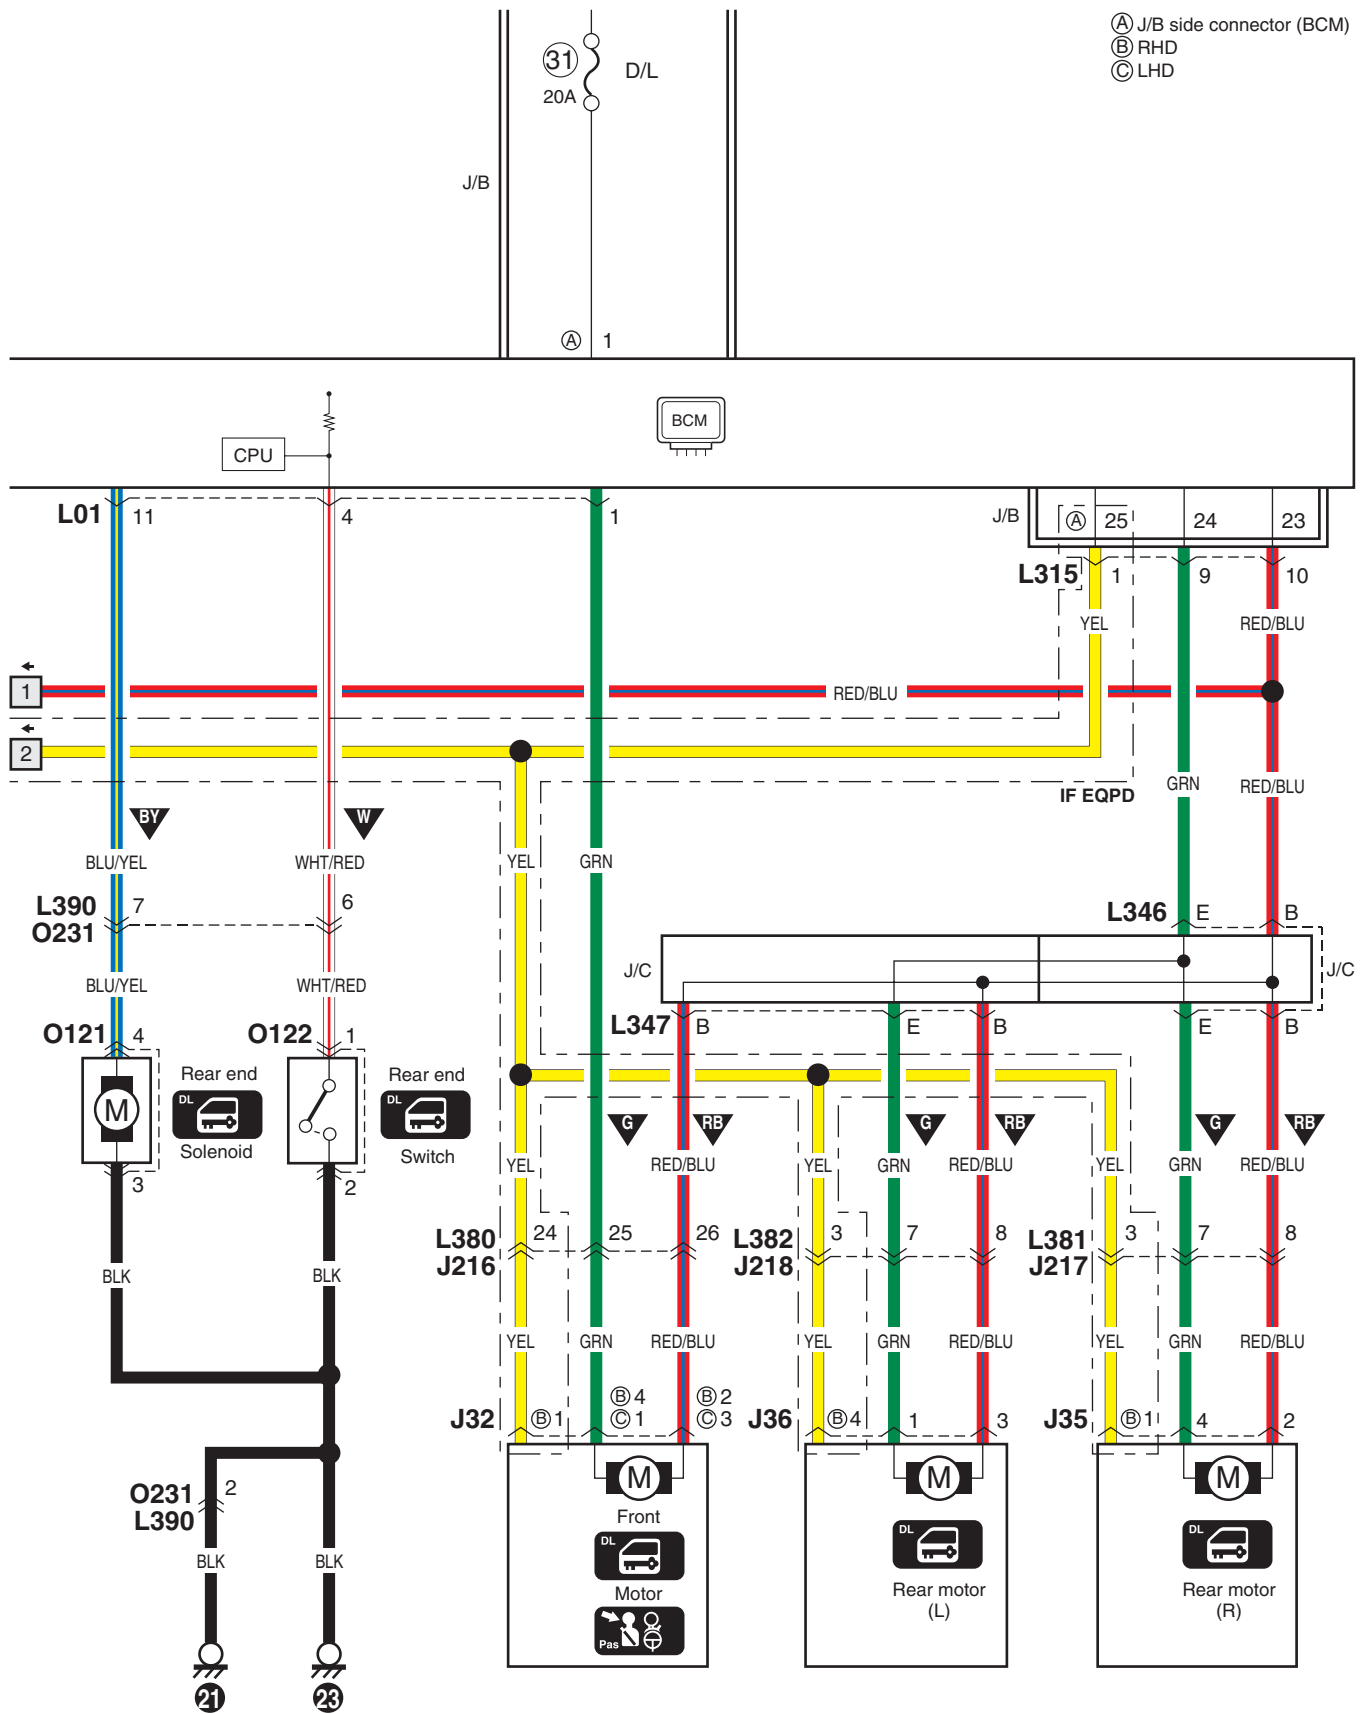 A J/B side connector (BCM)
B RHD
C LHD
31
D/L
20A
J/B
A 1
BCM
CPU
L01 11 4 1
J/B A 25 24 23
L315 1 9 10
YEL RED/BLU
1 RED/BLU
2
GRN RED/BLU
IF EQPD
BY W
BLU/YEL WHT/RED YEL GRN
L390 7 6
O231
L346 E B
J/C J/C
BLU/YEL WHT/RED
L347 B E B E B
O121 4 O122 1
Rear end Rear end
DL DL
M
Solenoid Switch
G RB G RB G RB
YEL RED/BLU YEL GRN RED/BLU YEL GRN RED/BLU
3 2
L380 24 25 26 L382 3 7 8 L381 3 7 8
J216 J218 J217
BLK BLK
YEL GRN RED/BLU YEL GRN RED/BLU YEL GRN RED/BLU
B 4 B 2
J32 B 1 C 1 C 3 J36 B 4 1 3 J35 B 1 4 2
M M M
O231 2
L390
Front
DL DL DL
BLK BLK
Motor Rear motor Rear motor
(L) (R)
Pas
21 23